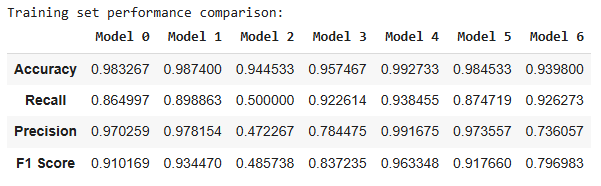 Training set performance comparison:
Model 0 Model 1 Model 2 Model 3 Model 4 Model 5 Model 6
Accuracy 0.983267 0.987400 0.944533 0.957467 0.992733 0.984533 0.939800
Recall 0.864997 0.898863 0.500000 0.922614 0.938455 0.874719 0.926273
Precision 0.970259 0.978154 0.472267 0.784475 0.991675 0.973557 0.736057
F1 Score 0.910169 0.934470 0.485738 0.837235 0.963348 0.917660 0.796983